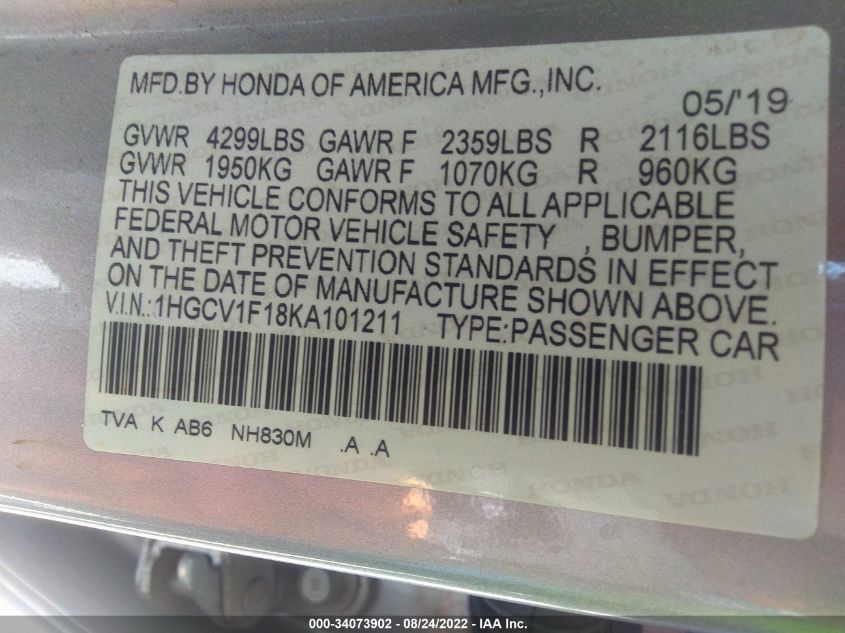 MFD.BY HONDA OF AMERICA MFG.,INC.
05/'19
GVWR 4299LBS GAWR F 2359LBS R 2116LBS
GVWR 1950KG GAWR F 1070KG R 960KG
THIS VEHICLE CONFORMS TO ALL APPLICABLE
FEDERAL MOTOR VEHICLE SAFETY , BUMPER,
AND THEFT PREVENTION STANDARDS IN EFFECT
ON THE DATE OF MANUFACTURE SHOWN ABOVE.
V.I.N.:1HGCV1F18KA101211 TYPE:PASSENGER CAR
TVA K AB6 NH830M .A .A
HONDA HONDA
000-34073902 - 08/24/2022 - IAA Inc.